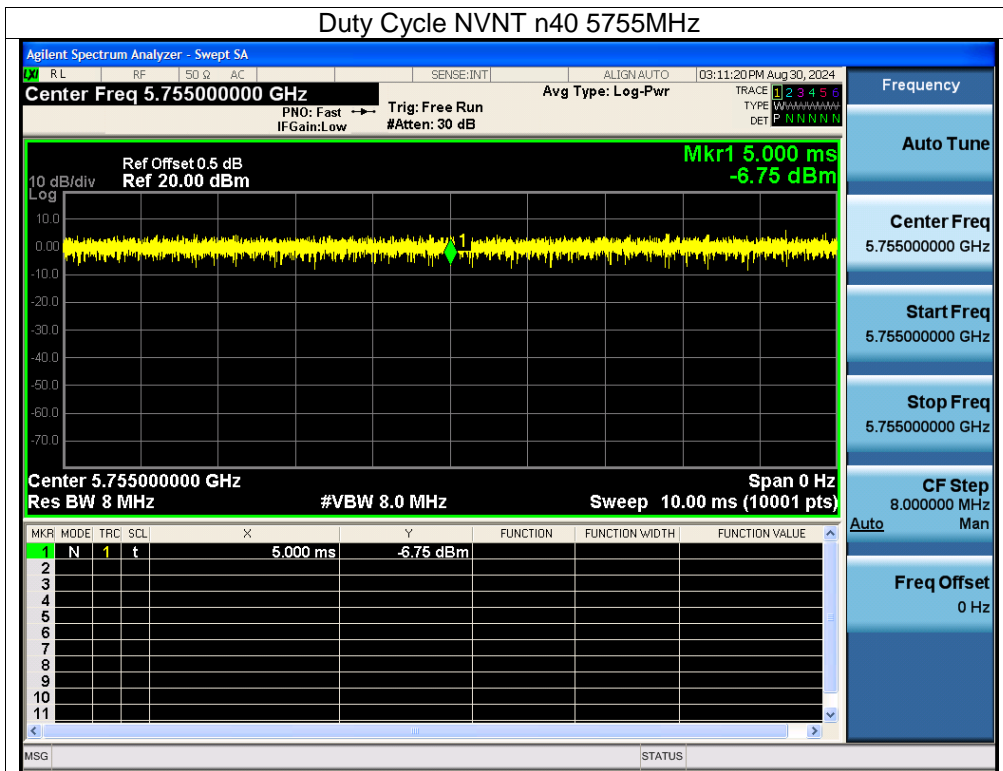 Duty Cycle NVNT n40 5755MHz
Agilent Spectrum Analyzer - Swept SA
LXI RL RF 50 Ω AC SENSE:INT ALIGN AUTO 03:11:20 PM Aug 30, 2024
Center Freq 5.755000000 GHz
PNO: Fast
IFGain:Low
Trig: Free Run
#Atten: 30 dB
Avg Type: Log-Pwr
TRACE 1 2 3 4 5 6
TYPE WWWWWW
DET P N N N N N
Ref Offset 0.5 dB
10 dB/div Ref 20.00 dBm
Log
Mkr1 5.000 ms
-6.75 dBm
10.0
0.00
-10.0
-20.0
-30.0
-40.0
-50.0
-60.0
-70.0
1
Center 5.755000000 GHz Span 0 Hz
Res BW 8 MHz #VBW 8.0 MHz Sweep 10.00 ms (10001 pts)
MKR MODE TRC SCL X Y FUNCTION FUNCTION WIDTH FUNCTION VALUE
1 N 1 t 5.000 ms -6.75 dBm
2
3
4
5
6
7
8
9
10
11
MSG STATUS
Frequency
Auto Tune
Center Freq
5.755000000 GHz
Start Freq
5.755000000 GHz
Stop Freq
5.755000000 GHz
CF Step
8.000000 MHz
Auto Man
Freq Offset
0 Hz